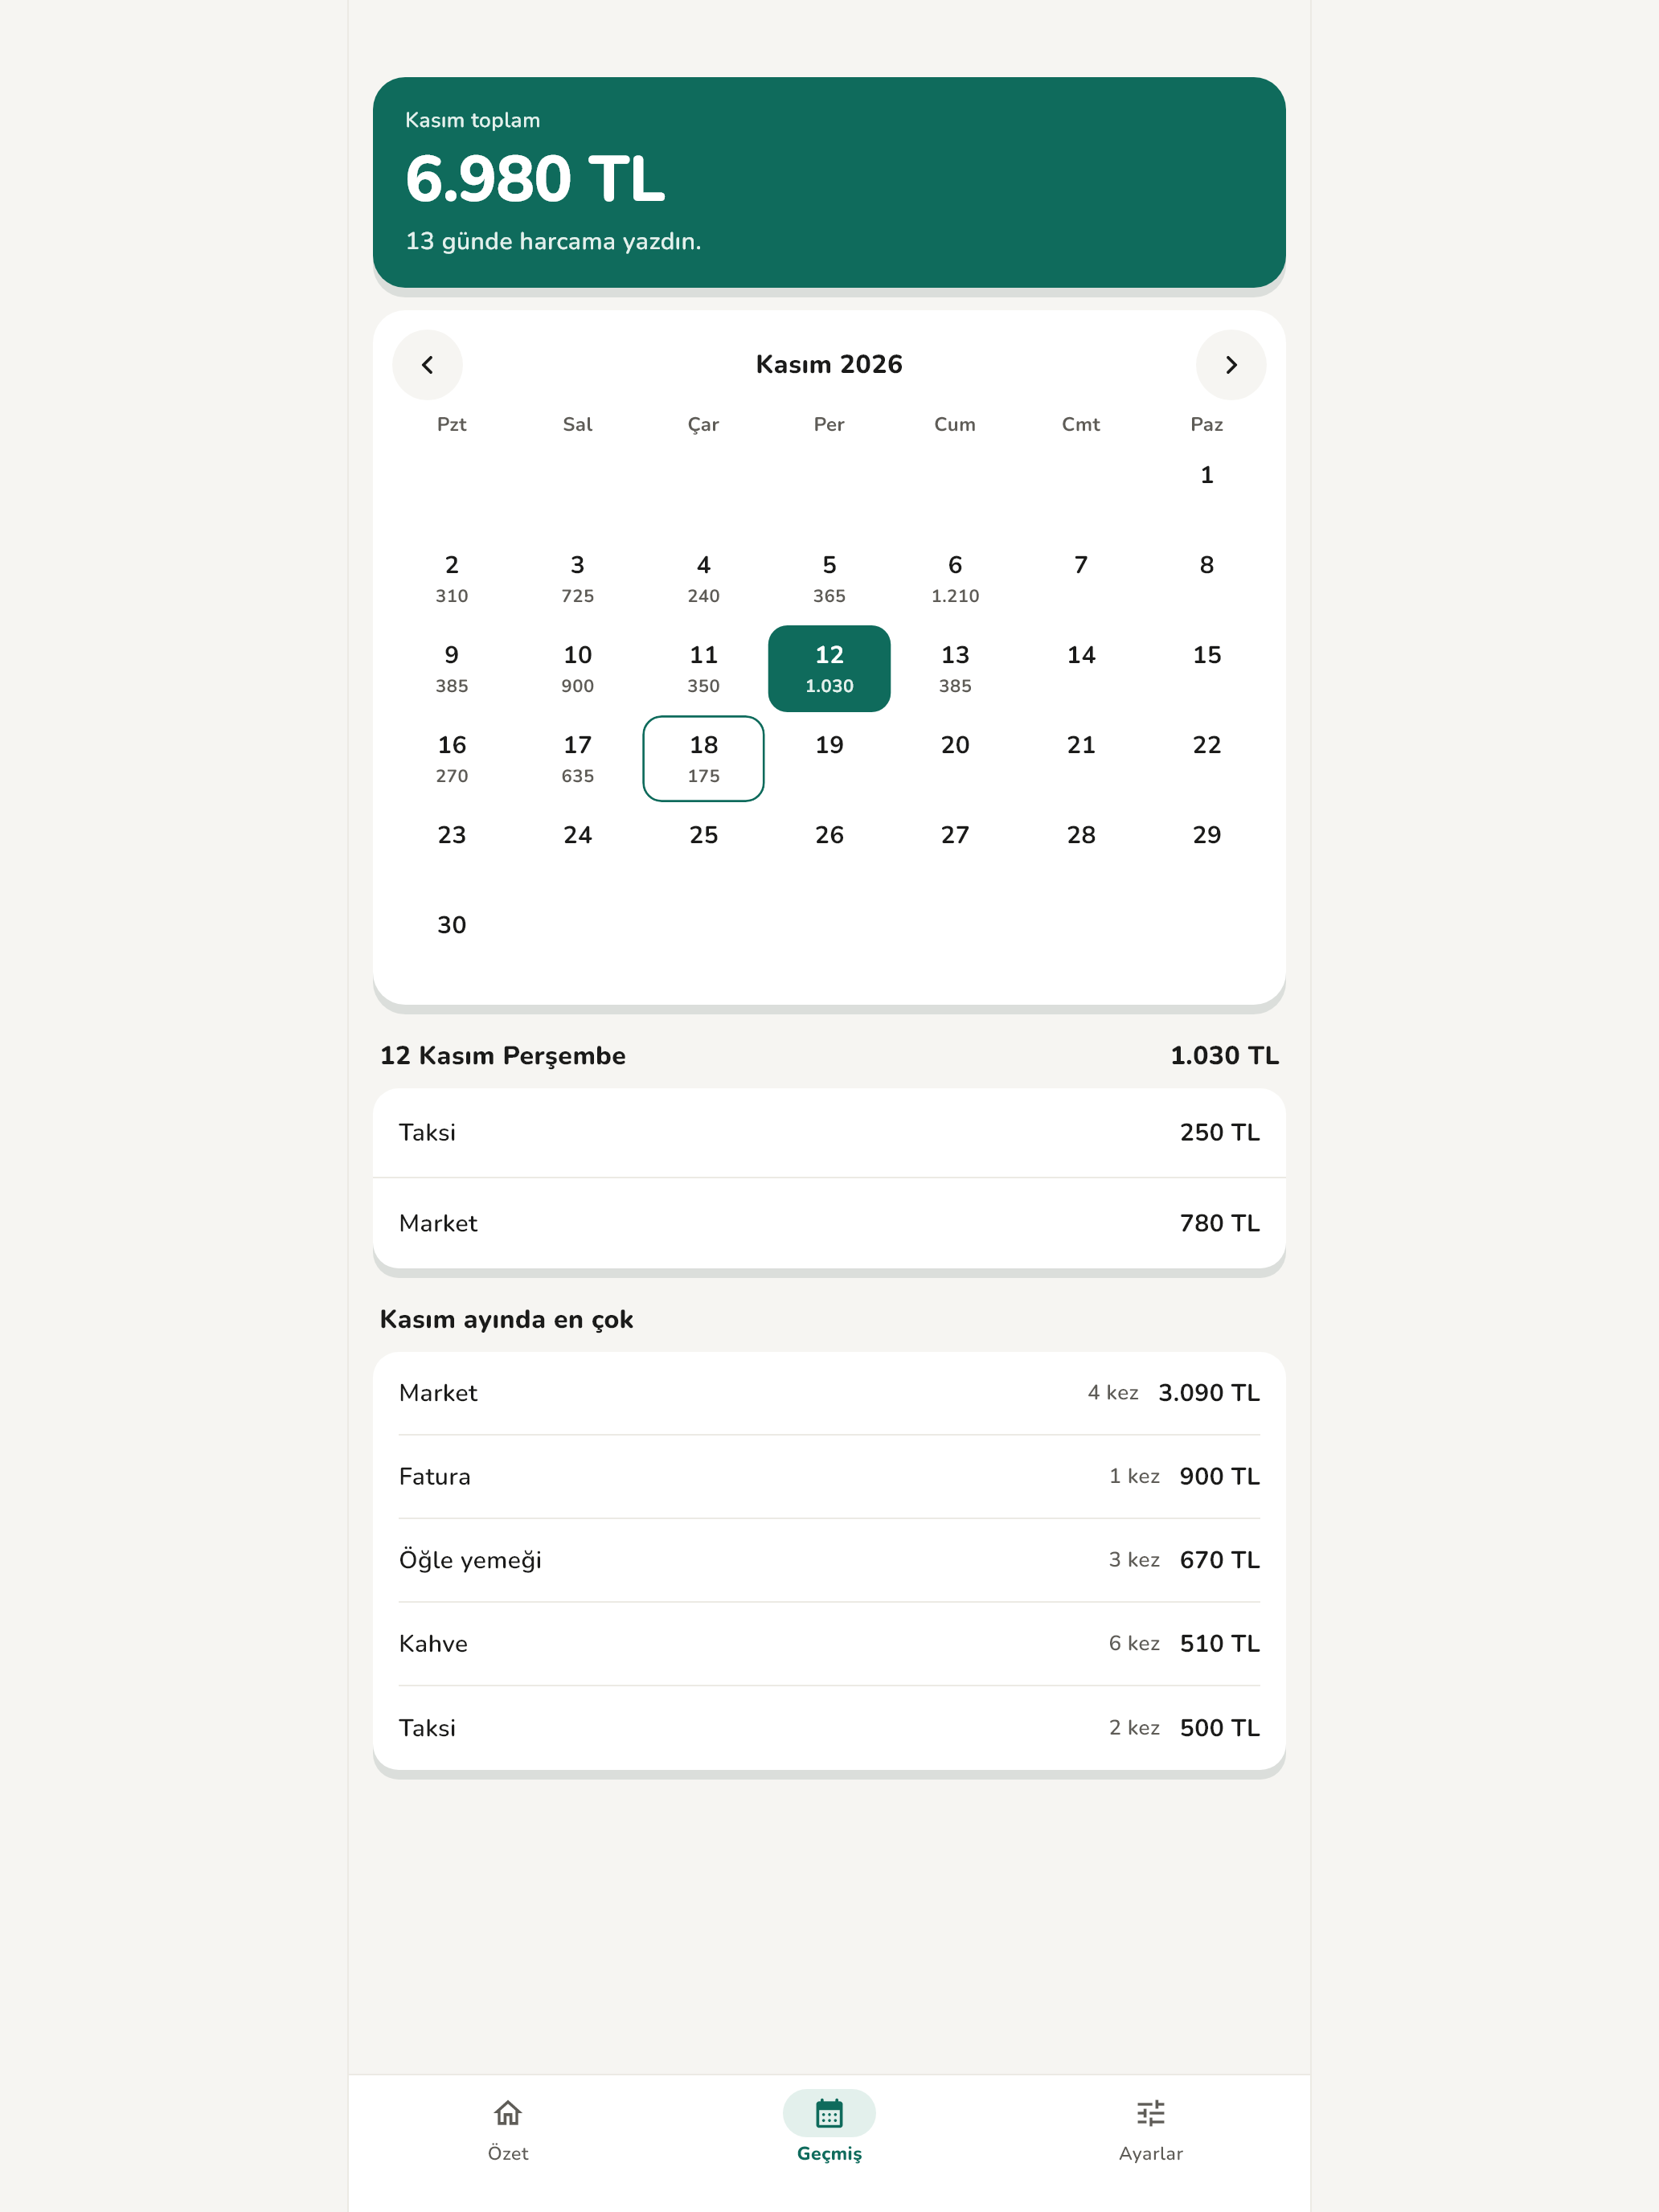 Kasım toplam
6.980 TL
13 günde harcama yazdın.
Kasım 2026
Pzt Sal Çar Per Cum Cmt Paz
1
2 3 4 5 6 7 8
310 725 240 365 1.210
9 10 11 12 13 14 15
385 900 350 1.030 385
16 17 18 19 20 21 22
270 635 175
23 24 25 26 27 28 29
30
12 Kasım Perşembe 1.030 TL
Taksi 250 TL
Market 780 TL
Kasım ayında en çok
Market 4 kez 3.090 TL
Fatura 1 kez 900 TL
Öğle yemeği 3 kez 670 TL
Kahve 6 kez 510 TL
Taksi 2 kez 500 TL
Özet Geçmiş Ayarlar